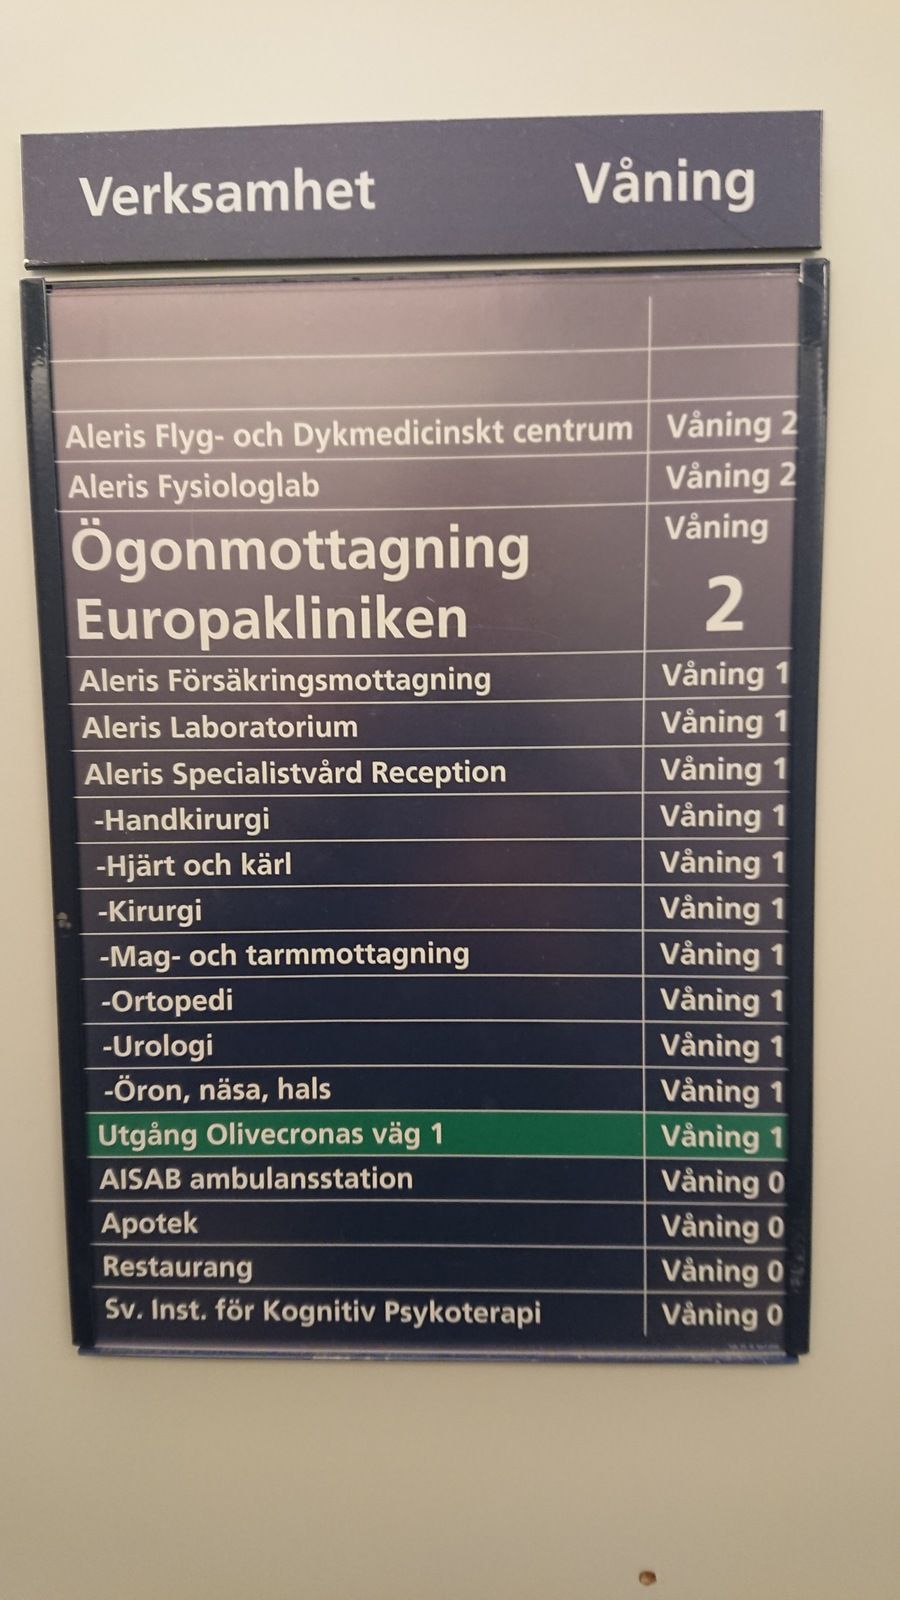 Verksamhet Våning
Aleris Flyg- och Dykmedicinskt centrum Våning 2
Aleris Fysiologlab Våning 2
Ögonmottagning Våning
Europakliniken 2
Aleris Försäkringsmottagning Våning 1
Aleris Laboratorium Våning 1
Aleris Specialistvård Reception Våning 1
-Handkirurgi Våning 1
-Hjärt och kärl Våning 1
-Kirurgi Våning 1
-Mag- och tarmmottagning Våning 1
-Ortopedi Våning 1
-Urologi Våning 1
-Öron, näsa, hals Våning 1
Utgång Olivecronas väg 1 Våning 1
AISAB ambulansstation Våning 0
Apotek Våning 0
Restaurang Våning 0
Sv. Inst. för Kognitiv Psykoterapi Våning 0